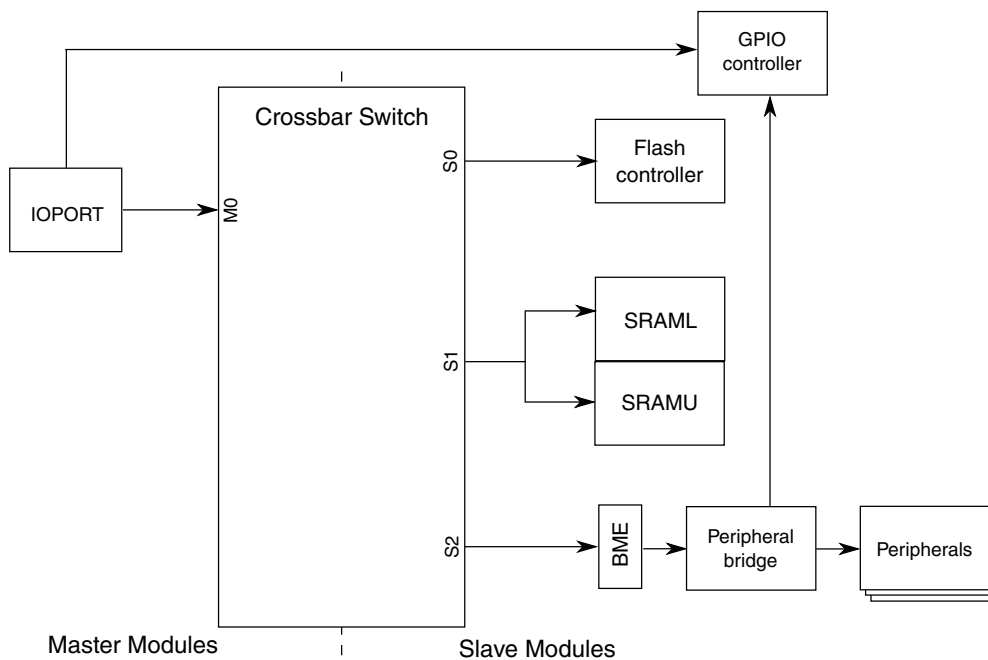 GPIO
controller
Crossbar Switch
S0
Flash
controller
IOPORT
M0
SRAML
S1
SRAMU
S2
BME
Peripheral
bridge
Peripherals
Master Modules
Slave Modules